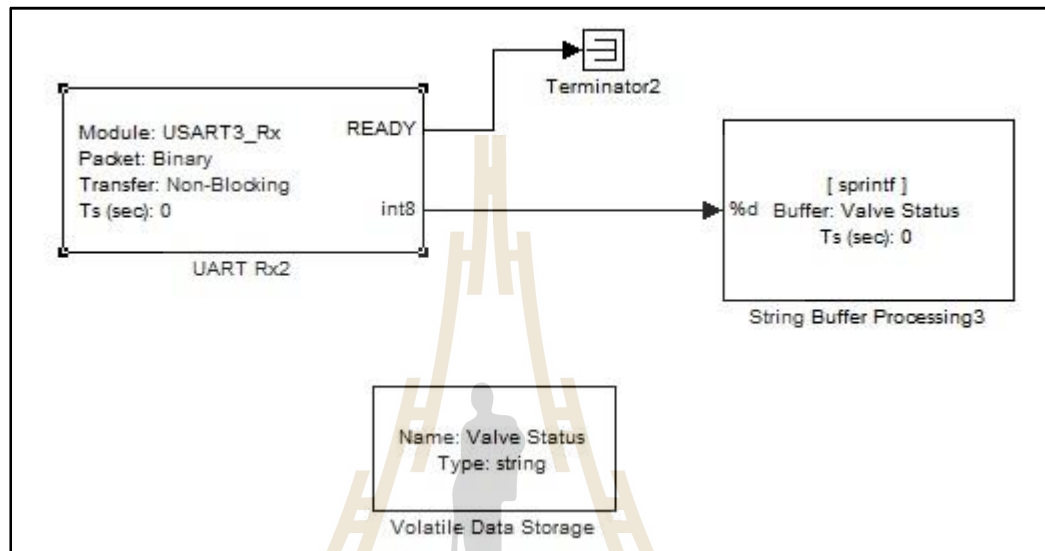 Terminator2
Module: USART3_Rx
Packet: Binary
Transfer: Non-Blocking
Ts (sec): 0
READY
int8
UART Rx2
%d
[ sprintf ]
Buffer: Valve Status
Ts (sec): 0
String Buffer Processing3
Name: Valve Status
Type: string
Volatile Data Storage